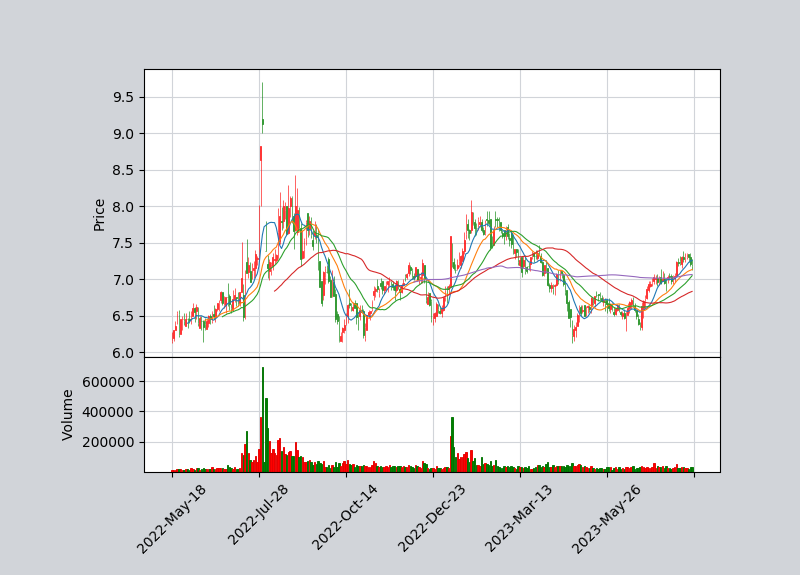 Price
9.5
9.0
8.5
8.0
7.5
7.0
6.5
6.0
Volume
600000
400000
200000
2022-May-18
2022-Jul-28
2022-Oct-14
2022-Dec-23
2023-Mar-13
2023-May-26